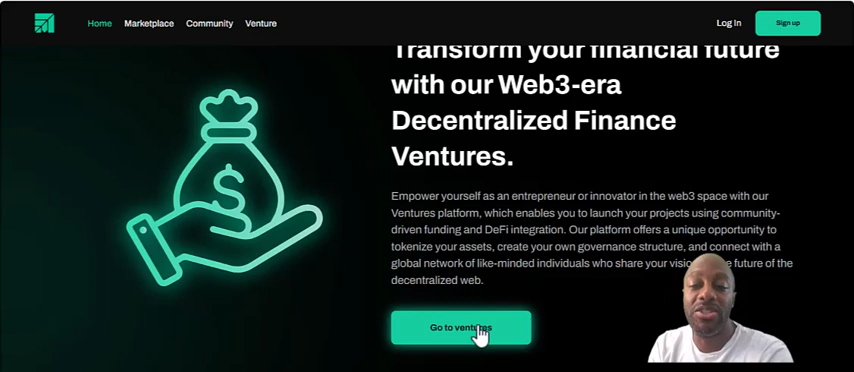 Home Marketplace Community Venture Log In Sign up
Transform your financial future
with our Web3-era
Decentralized Finance
Ventures.
Empower yourself as an entrepreneur or innovator in the web3 space with our
Ventures platform, which enables you to launch your projects using community-
driven funding and DeFi integration. Our platform offers a unique opportunity to
tokenize your assets, create your own governance structure, and connect with a
global network of like-minded individuals who share your future of the
decentralized web.
Go to ventures